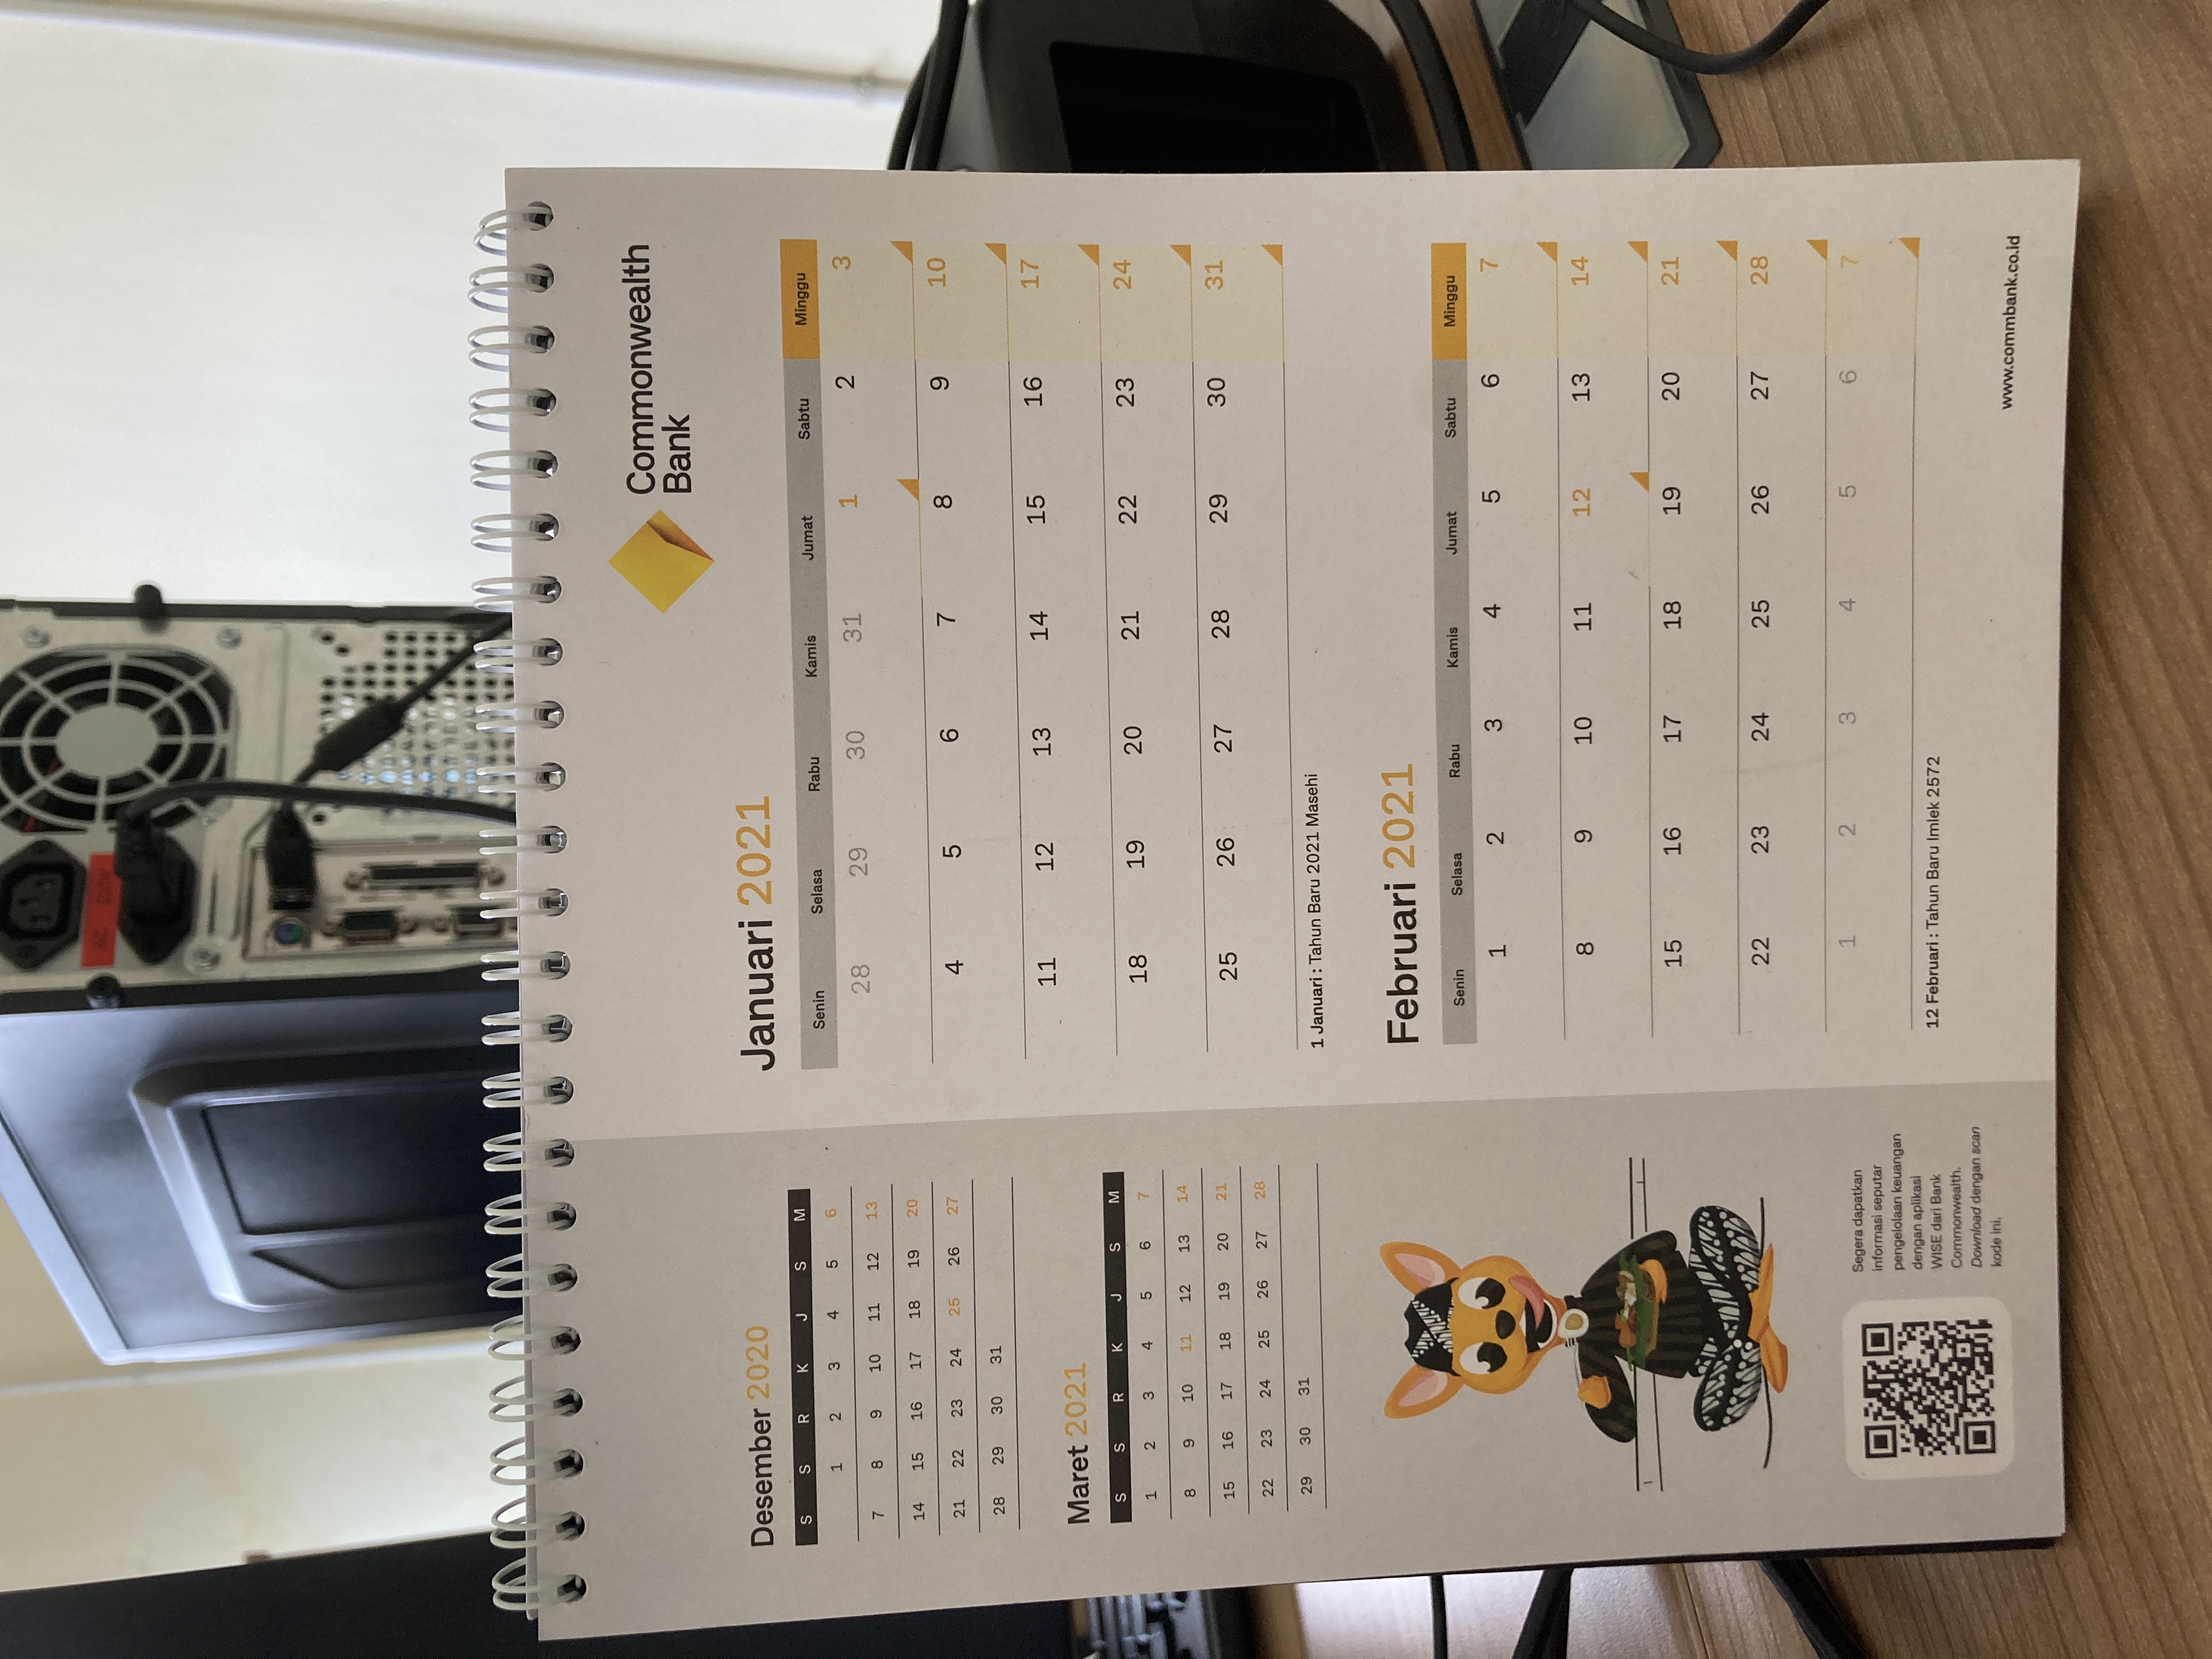 AC 220V
Commonwealth
Bank
Desember 2020
S S R K J S M
1 2 3 4 5 6
7 8 9 10 11 12 13
14 15 16 17 18 19 20
21 22 23 24 25 26 27
28 29 30 31
Maret 2021
S S R K J S M
1 2 3 4 5 6 7
8 9 10 11 12 13 14
15 16 17 18 19 20 21
22 23 24 25 26 27 28
29 30 31
Segera dapatkan
informasi seputar
pengelolaan keuangan
dengan aplikasi
WISE dari Bank
Commonwealth.
Download dengan scan
kode ini.
Januari 2021
Senin Selasa Rabu Kamis Jumat Sabtu Minggu
28 29 30 31 1 2 3
4 5 6 7 8 9 10
11 12 13 14 15 16 17
18 19 20 21 22 23 24
25 26 27 28 29 30 31
1 Januari : Tahun Baru 2021 Masehi
Februari 2021
Senin Selasa Rabu Kamis Jumat Sabtu Minggu
1 2 3 4 5 6 7
8 9 10 11 12 13 14
15 16 17 18 19 20 21
22 23 24 25 26 27 28
1 2 3 4 5 6 7
12 Februari : Tahun Baru Imlek 2572
www.commbank.co.id